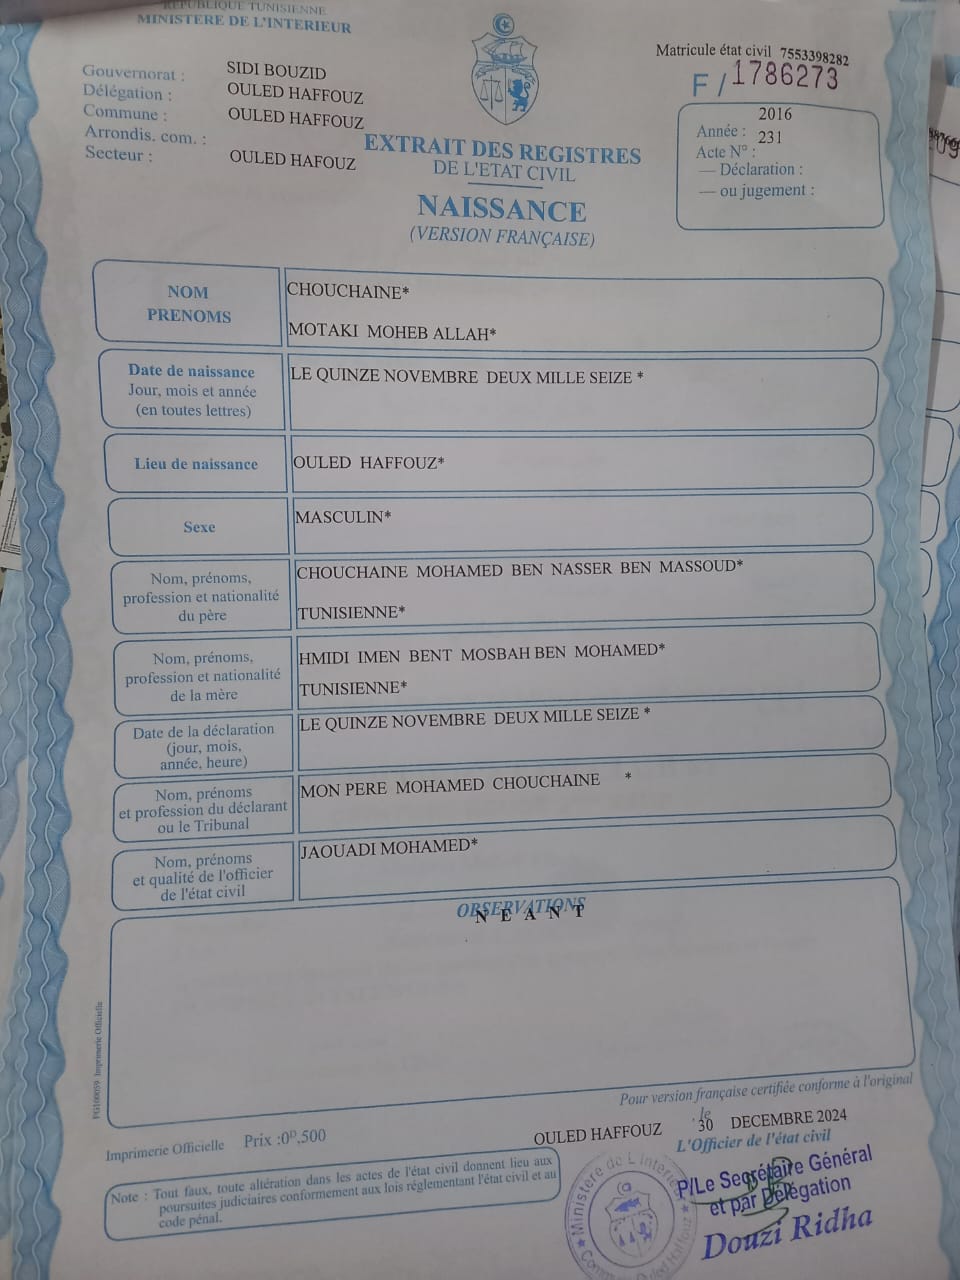 REPUBLIQUE TUNISIENNE
MINISTERE DE L'INTERIEUR
Gouvernorat : SIDI BOUZID
Délégation : OULED HAFFOUZ
Commune : OULED HAFFOUZ
Arrondis. com. :
Secteur : OULED HAFOUZ
Matricule état civil 7553398282
F / 1786273
2016
Année : 231
Acte N° :
— Déclaration :
— ou jugement :
EXTRAIT DES REGISTRES
DE L'ETAT CIVIL
NAISSANCE
(VERSION FRANÇAISE)
NOM
PRENOMS
CHOUCHAINE*
MOTAKI MOHEB ALLAH*
Date de naissance
Jour, mois et année
(en toutes lettres)
LE QUINZE NOVEMBRE DEUX MILLE SEIZE *
Lieu de naissance
OULED HAFFOUZ*
Sexe
MASCULIN*
Nom, prénoms,
profession et nationalité
du père
CHOUCHAINE MOHAMED BEN NASSER BEN MASSOUD*
TUNISIENNE*
Nom, prénoms,
profession et nationalité
de la mère
HMIDI IMEN BENT MOSBAH BEN MOHAMED*
TUNISIENNE*
Date de la déclaration
(jour, mois,
année, heure)
LE QUINZE NOVEMBRE DEUX MILLE SEIZE *
Nom, prénoms
et profession du déclarant
ou le Tribunal
MON PERE MOHAMED CHOUCHAINE *
Nom, prénoms
et qualité de l'officier
de l'état civil
JAOUADI MOHAMED*
OBSERVATIONS
N E A N T
FG100059 Imprimerie Officielle
Pour version française certifiée conforme à l'original
Imprimerie Officielle Prix :0ᴰ,500
OULED HAFFOUZ le 30 DECEMBRE 2024
L'Officier de l'état civil
Note : Tout faux, toute altération dans les actes de l'état civil donnent lieu aux
poursuites judiciaires conformement aux lois réglementant l'état civil et au
code pénal.
Ministère de L Interieur
Commune Ouled Haffouz
P/Le Segrétaire Général
et par Délégation
Douzi Ridha